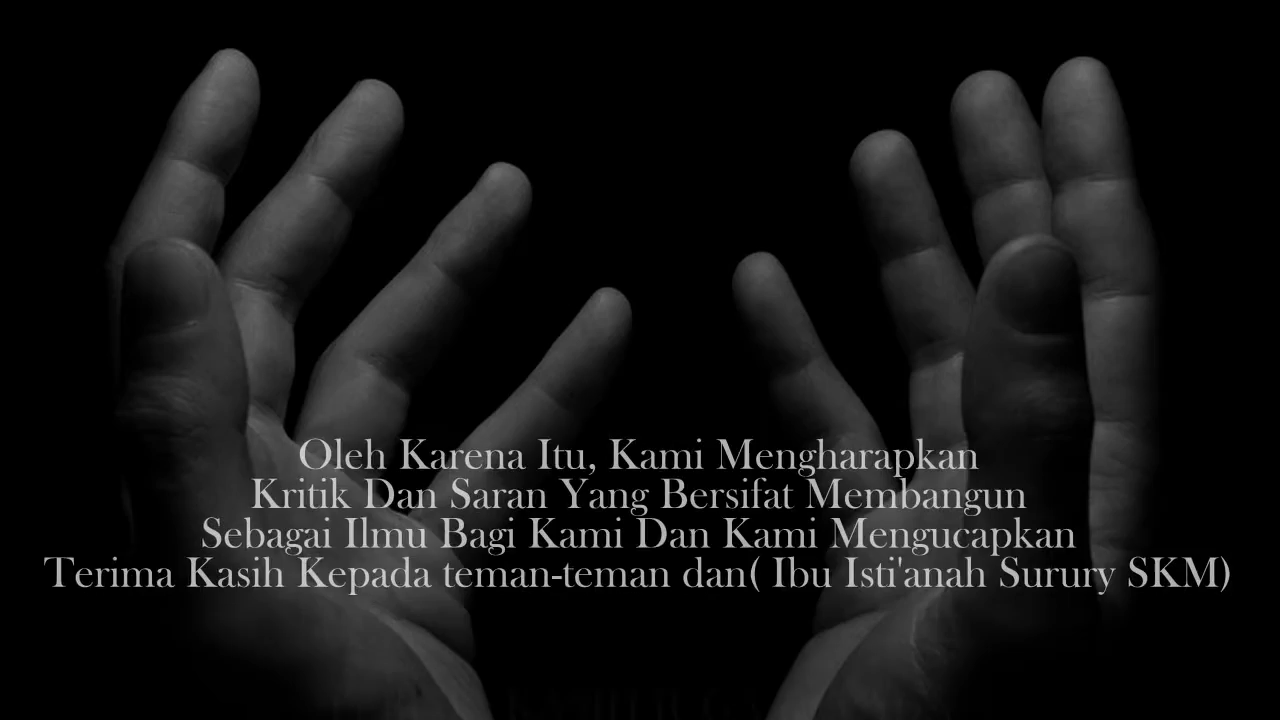 Oleh Karena Itu, Kami Mengharapkan
Kritik Dan Saran Yang Bersifat Membangun
Sebagai Ilmu Bagi Kami Dan Kami Mengucapkan
Terima Kasih Kepada teman-teman dan( Ibu Isti'anah Surury SKM)